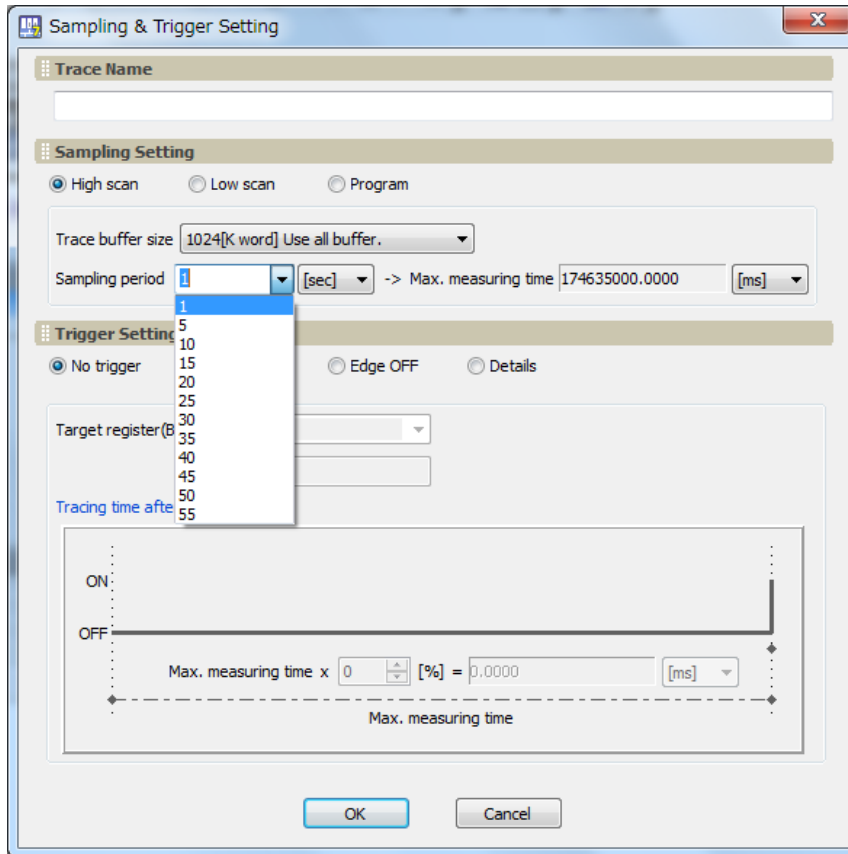 Sampling & Trigger Setting
Trace Name
Sampling Setting
High scan Low scan Program
Trace buffer size 1024[K word] Use all buffer.
Sampling period 1 [sec] -> Max. measuring time 174635000.0000 [ms]
1
5
10
15
20
25
30
35
40
45
50
55
Trigger Setting
No trigger Edge OFF Details
Target register(B
Tracing time afte
ON
OFF
Max. measuring time x 0 [%] = 0.0000 [ms]
Max. measuring time
OK Cancel